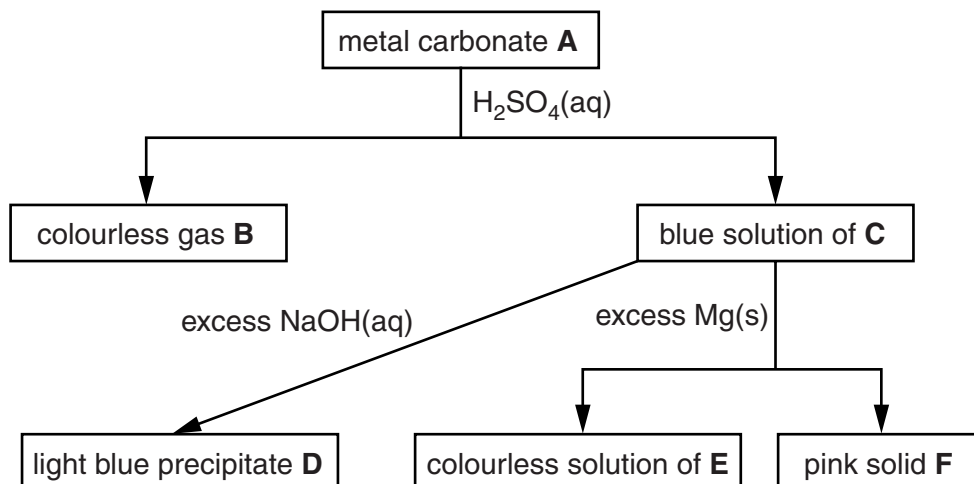 metal carbonate A
H₂SO₄(aq)
colourless gas B
blue solution of C
excess NaOH(aq)
excess Mg(s)
light blue precipitate D
colourless solution of E
pink solid F